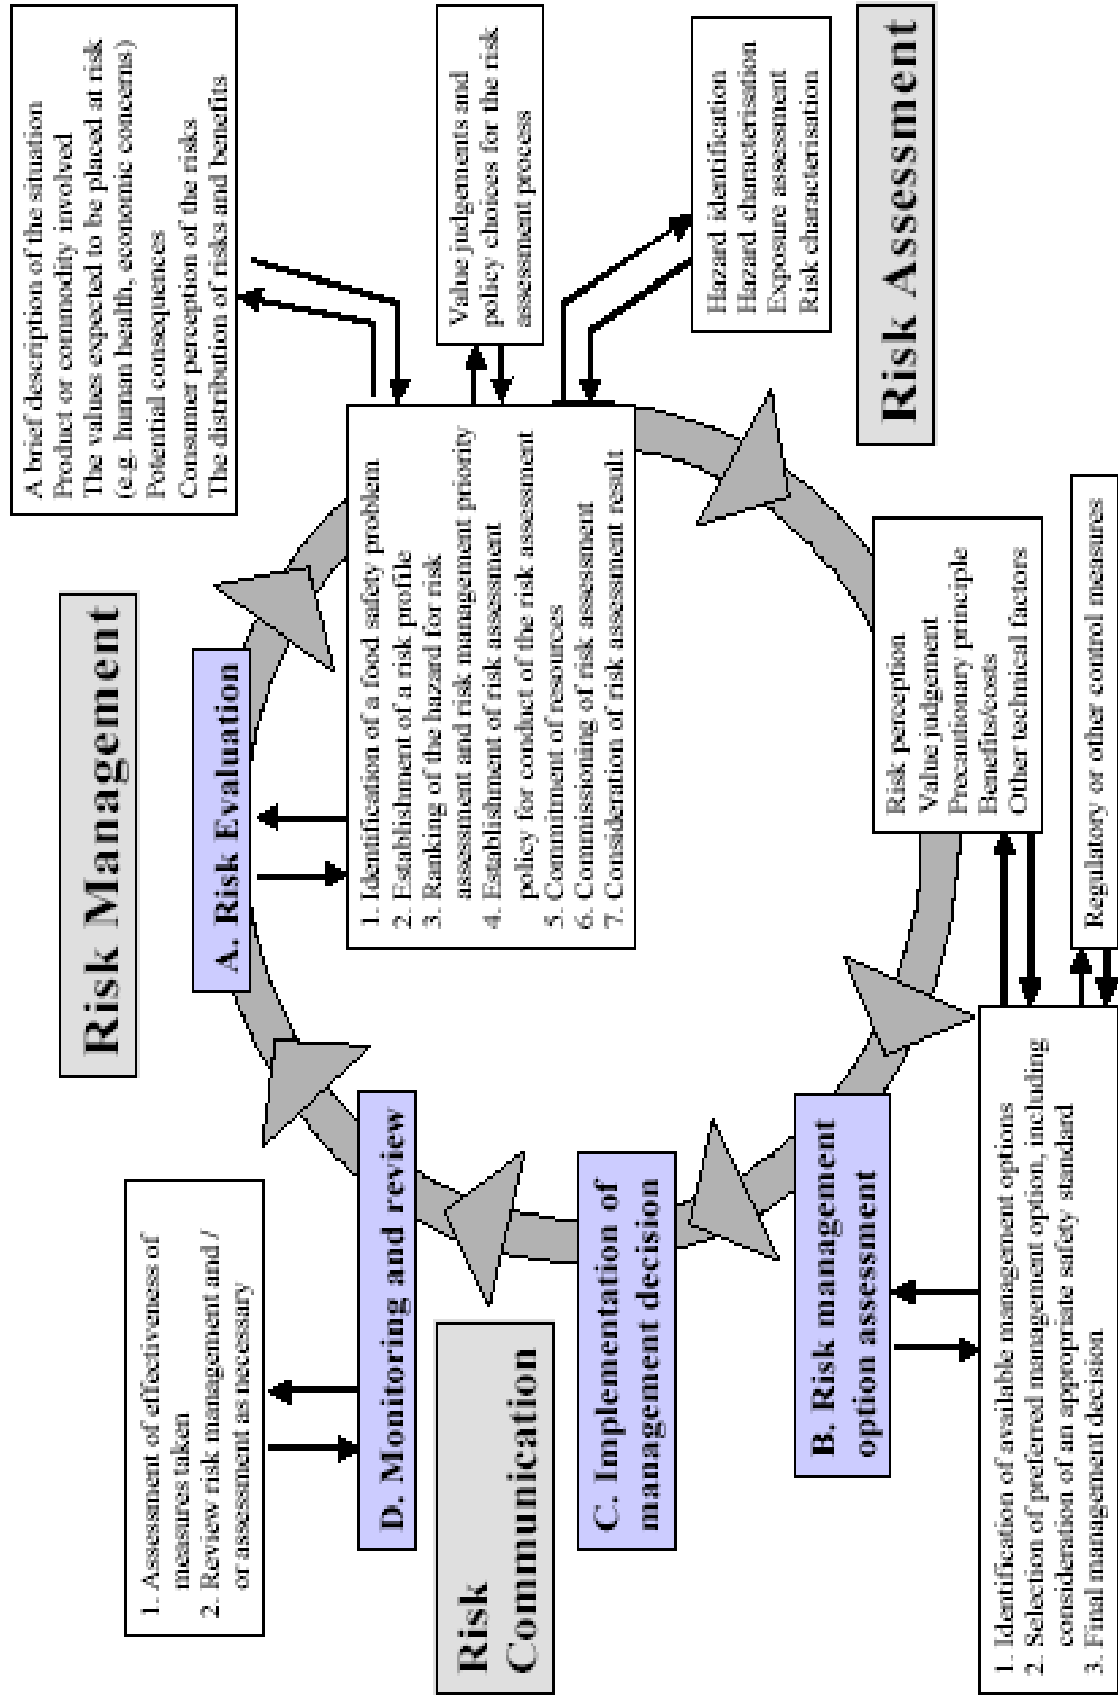 Risk Management
A brief description of the situation
Product or commodity involved
The values expected to be placed at risk
(e.g. human health, economic concerns)
Potential consequences
Consumer perception of the risks
The distribution of risks and benefits
1. Assessment of effectiveness of
measures taken
2. Review risk management and /
or assessment as necessary
A. Risk Evaluation
D. Monitoring and review
1. Identification of a food safety problem
2. Establishment of a risk profile
3. Ranking of the hazard for risk
assessment and risk management priority
4. Establishment of risk assessment
policy for conduct of the risk assessment
5. Commitment of resources
6. Commissioning of risk assessment
7. Consideration of risk assessment result
Value judgements and
policy choices for the risk
assessment process
Risk
Communication
C. Implementation of
management decision
Hazard identification
Hazard characterisation
Exposure assessment
Risk characterisation
B. Risk management
option assessment
Risk Assessment
Risk perception
Value judgement
Precautionary principle
Benefits/costs
Other technical factors
1. Identification of available management options
2. Selection of preferred management option, including
consideration of an appropriate safety standard
3. Final management decision
Regulatory or other control measures